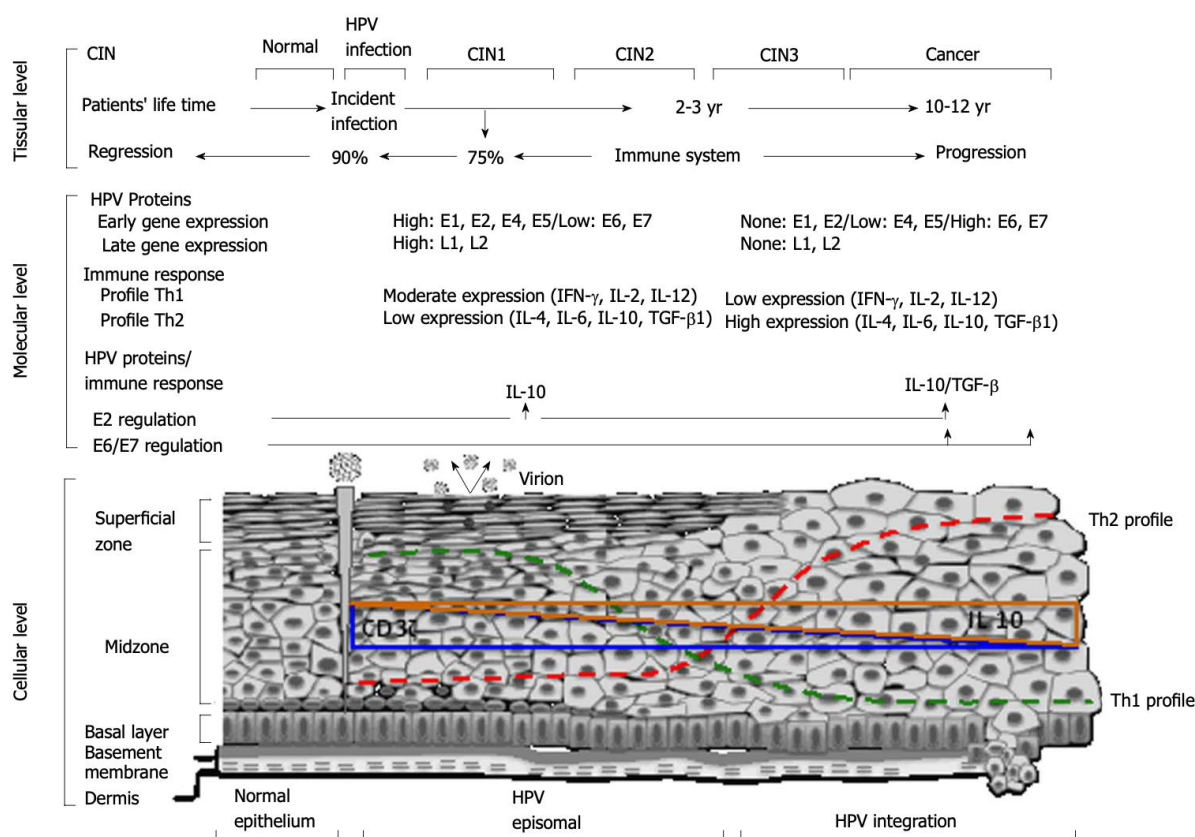 CIN
Normal
HPV
infection
CIN1
CIN2
CIN3
Cancer
Patients' life time
Incident
infection
2-3 yr
10-12 yr
Regression
90%
75%
Immune system
Progression
Tissular level
HPV Proteins
Early gene expression
High: E1, E2, E4, E5/Low: E6, E7
None: E1, E2/Low: E4, E5/High: E6, E7
Late gene expression
High: L1, L2
None: L1, L2
Immune response
Profile Th1
Moderate expression (IFN-γ, IL-2, IL-12)
Low expression (IFN-γ, IL-2, IL-12)
Profile Th2
Low expression (IL-4, IL-6, IL-10, TGF-β1)
High expression (IL-4, IL-6, IL-10, TGF-β1)
HPV proteins/
immune response
IL-10
IL-10/TGF-β
E2 regulation
E6/E7 regulation
Molecular level
Virion
Superficial
zone
Th2 profile
CD3ζ
IL 10
Midzone
Th1 profile
Basal layer
Basement
membrane
Dermis
Cellular level
Normal
epithelium
HPV
episomal
HPV integration